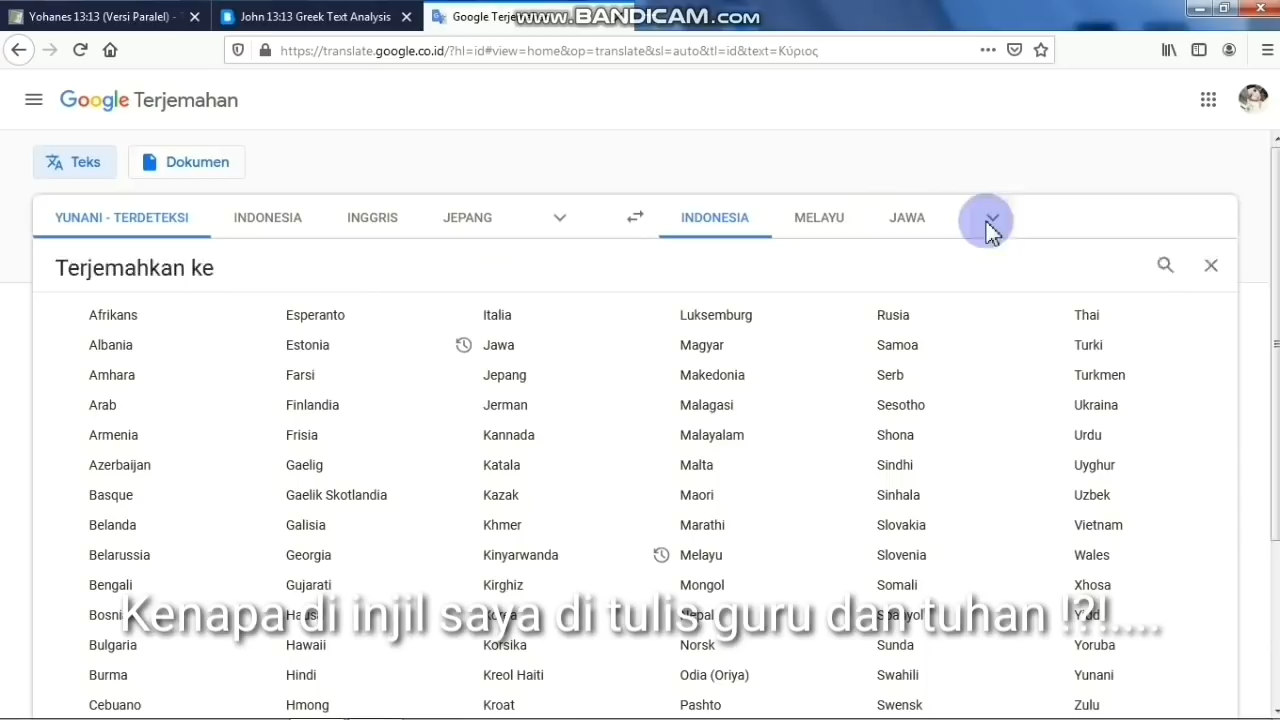 Yohanes 13:13 (Versi Paralel) -
John 13:13 Greek Text Analysis
Google Terje
www.BANDICAM.com
https://translate.google.co.id/?hl=id#view=home&op=translate&sl=auto&tl=id&text=Κύριος
Google Terjemahan
Teks
Dokumen
YUNANI - TERDETEKSI INDONESIA INGGRIS JEPANG INDONESIA MELAYU JAWA
Terjemahkan ke
Afrikans Esperanto Italia Luksemburg Rusia Thai
Albania Estonia Jawa Magyar Samoa Turki
Amhara Farsi Jepang Makedonia Serb Turkmen
Arab Finlandia Jerman Malagasi Sesotho Ukraina
Armenia Frisia Kannada Malayalam Shona Urdu
Azerbaijan Gaelig Katala Malta Sindhi Uyghur
Basque Gaelik Skotlandia Kazak Maori Sinhala Uzbek
Belanda Galisia Khmer Marathi Slovakia Vietnam
Belarussia Georgia Kinyarwanda Melayu Slovenia Wales
Bengali Gujarati Kirghiz Mongol Somali Xhosa
Kenapa di injil saya di tulis guru dan tuhan !?!....
Bulgaria Hawaii Korsika Norsk Sunda Yoruba
Burma Hindi Kreol Haiti Odia (Oriya) Swahili Yunani
Cebuano Hmong Kroat Pashto Swensk Zulu